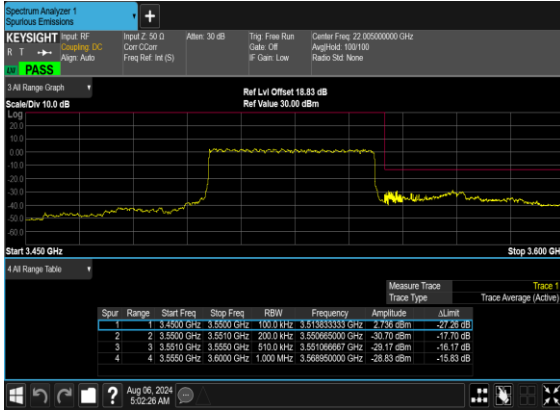 Spectrum Analyzer 1
Spurious Emissions
+
KEYSIGHT Input: RF Input Z: 50 Ω Atten: 30 dB Trig: Free Run Center Freq: 22.005000000 GHz
R T Coupling: DC Corr CCorr Gate: Off Avg|Hold: 100/100
Align: Auto Freq Ref: Int (S) IF Gain: Low Radio Std: None
PASS
3 All Range Graph
Ref Lvl Offset 18.83 dB
Scale/Div 10.0 dB Ref Value 30.00 dBm
Log
20.0
10.0
0.00
-10.0
-20.0
-30.0
-40.0
-50.0
-60.0
Start 3.450 GHz Stop 3.600 GH
4 All Range Table
Measure Trace Trace 1
Trace Type Trace Average (Active)
Spur Range Start Freq Stop Freq RBW Frequency Amplitude ΔLimit
1 1 3.4500 GHz 3.5500 GHz 100.0 kHz 3.513833333 GHz 2.736 dBm -27.26 dB
2 2 3.5500 GHz 3.5510 GHz 200.0 kHz 3.550665000 GHz -30.70 dBm -17.70 dB
3 3 3.5510 GHz 3.5550 GHz 510.0 kHz 3.551066667 GHz -29.17 dBm -16.17 dB
4 4 3.5550 GHz 3.6000 GHz 1.000 MHz 3.568950000 GHz -28.83 dBm -15.83 dB
? Aug 06, 2024
5:02:26 AM